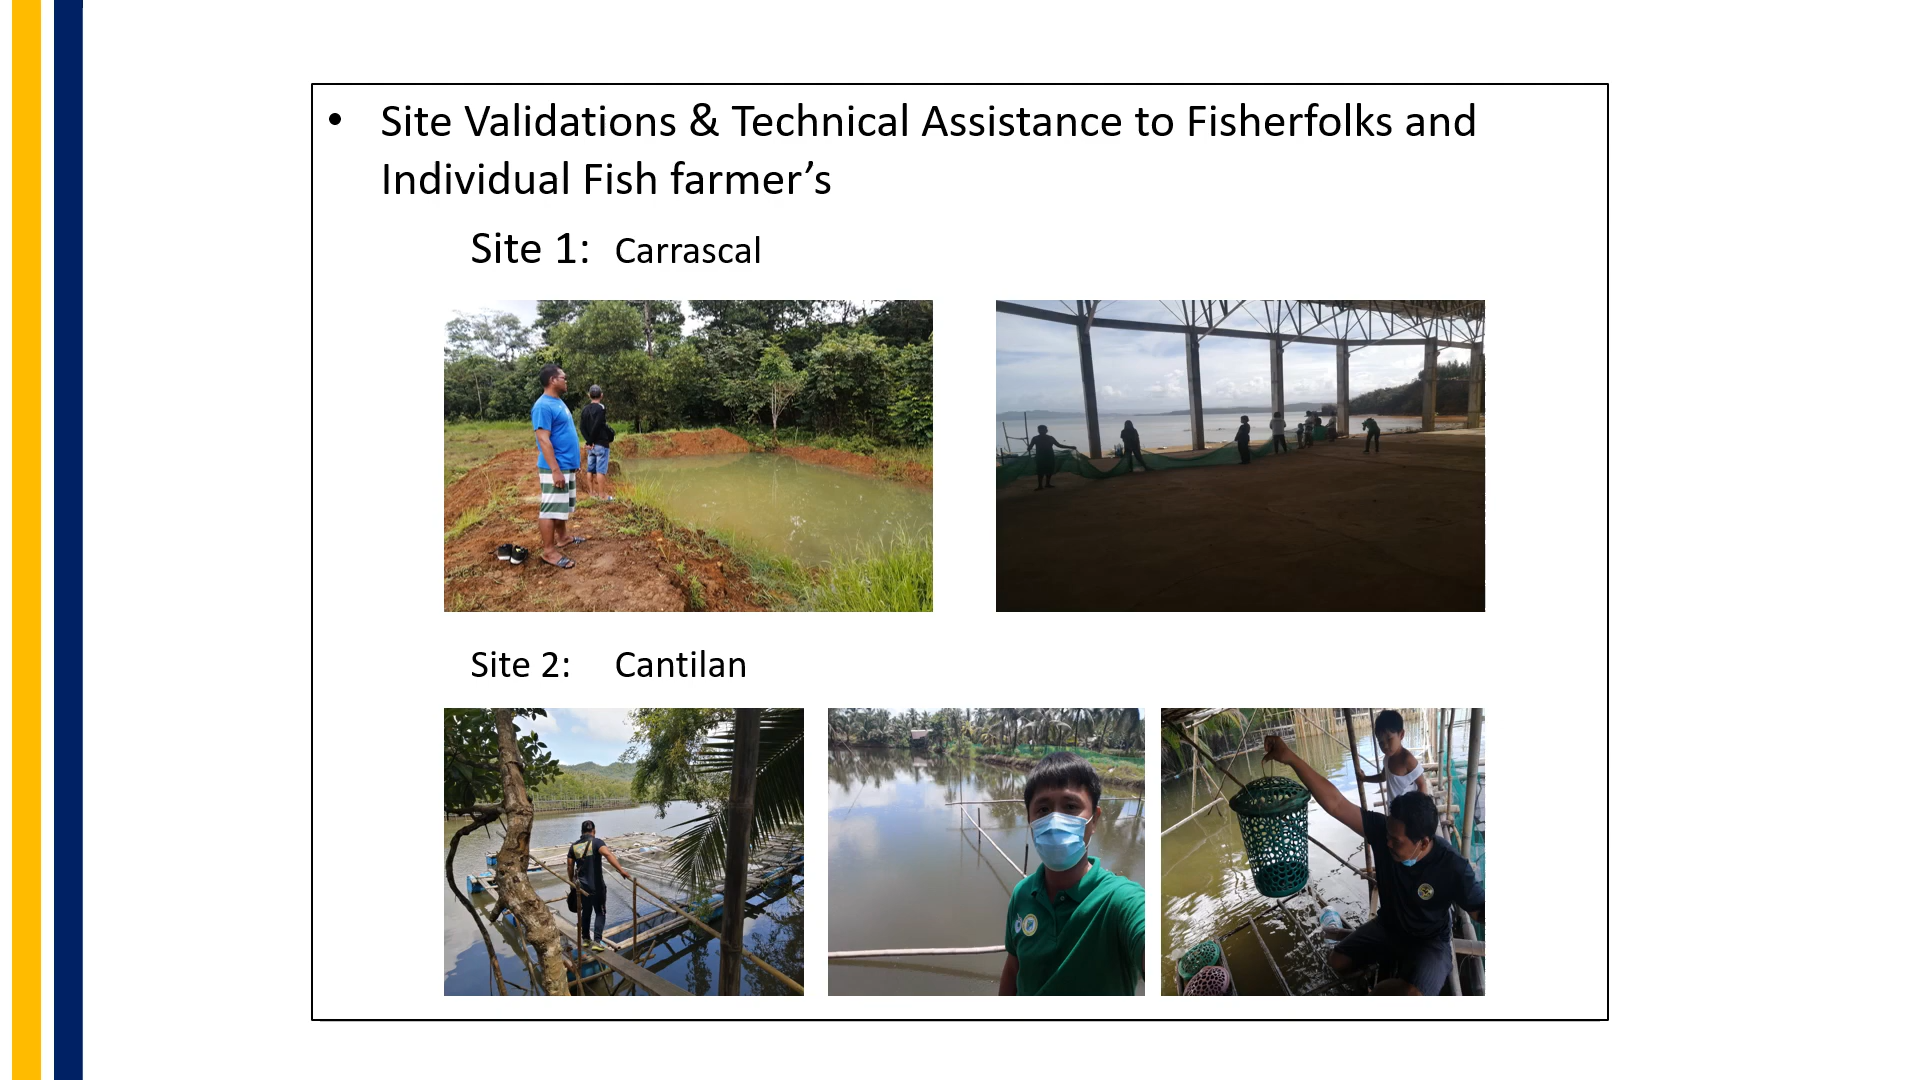 • Site Validations & Technical Assistance to Fisherfolks and
Individual Fish farmer’s
Site 1: Carrascal
Site 2: Cantilan